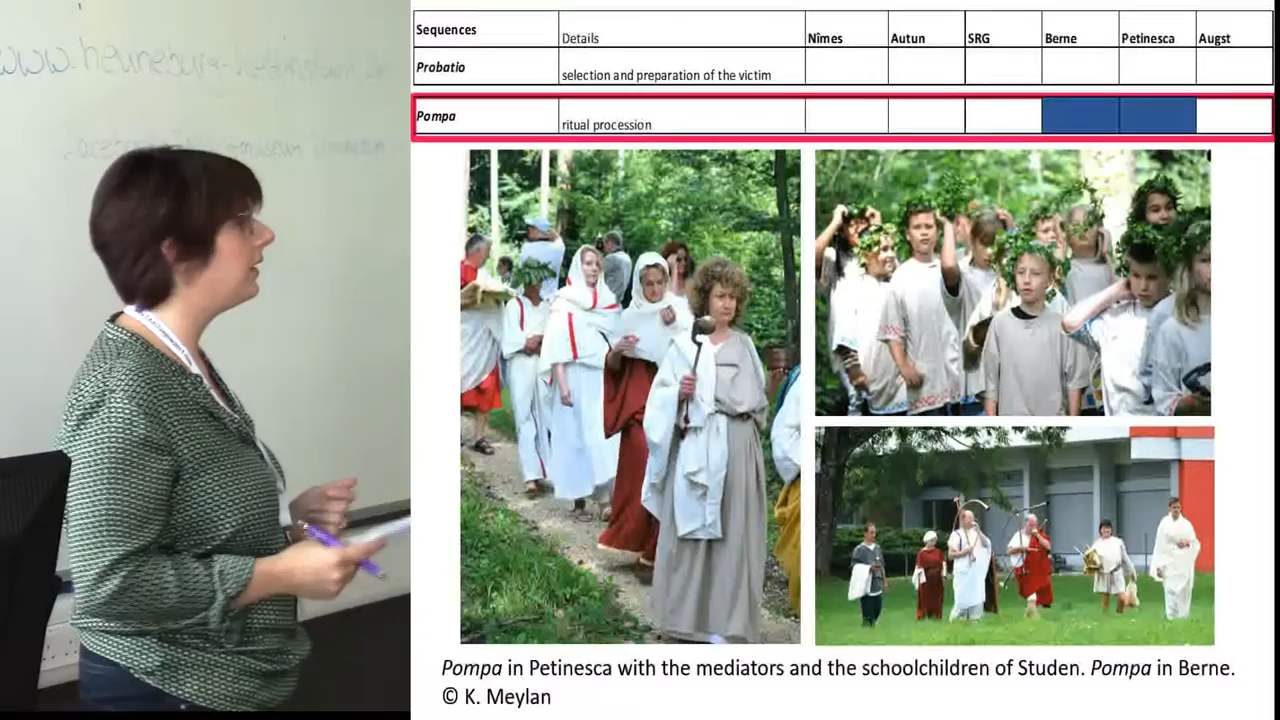 www.heuneburg-
Sequences Details Nîmes Autun SRG Berne Petinesca Augst
Probatio selection and preparation of the victim
Pompa ritual procession
Pompa in Petinesca with the mediators and the schoolchildren of Studen. Pompa in Berne.
© K. Meylan